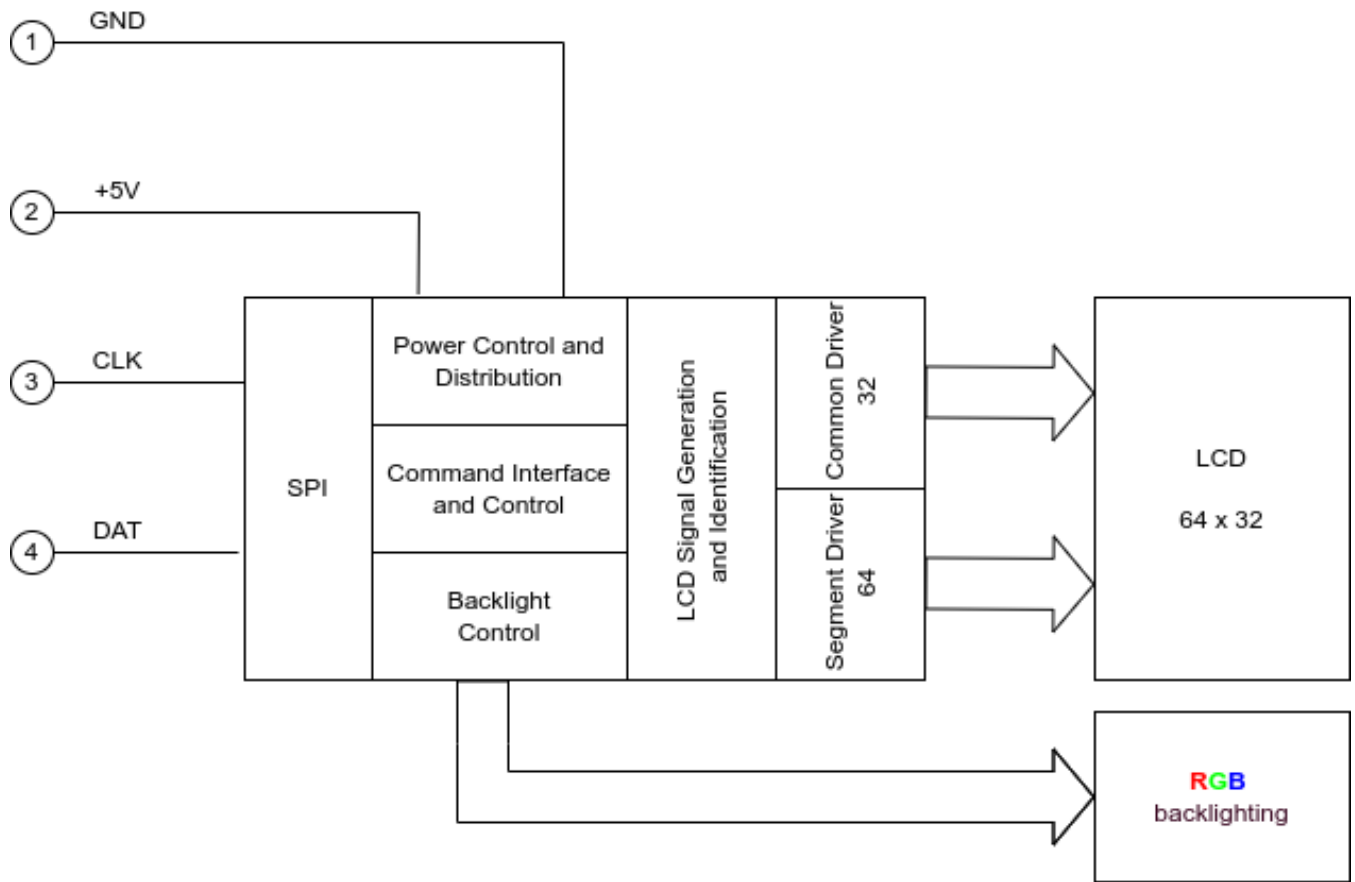 GND
1
+5V
2
CLK
3
DAT
4
SPI
Power Control and
Distribution
Command Interface
and Control
Backlight
Control
LCD Signal Generation
and Identification
Common Driver
32
Segment Driver
64
LCD
64 x 32
RGB
backlighting